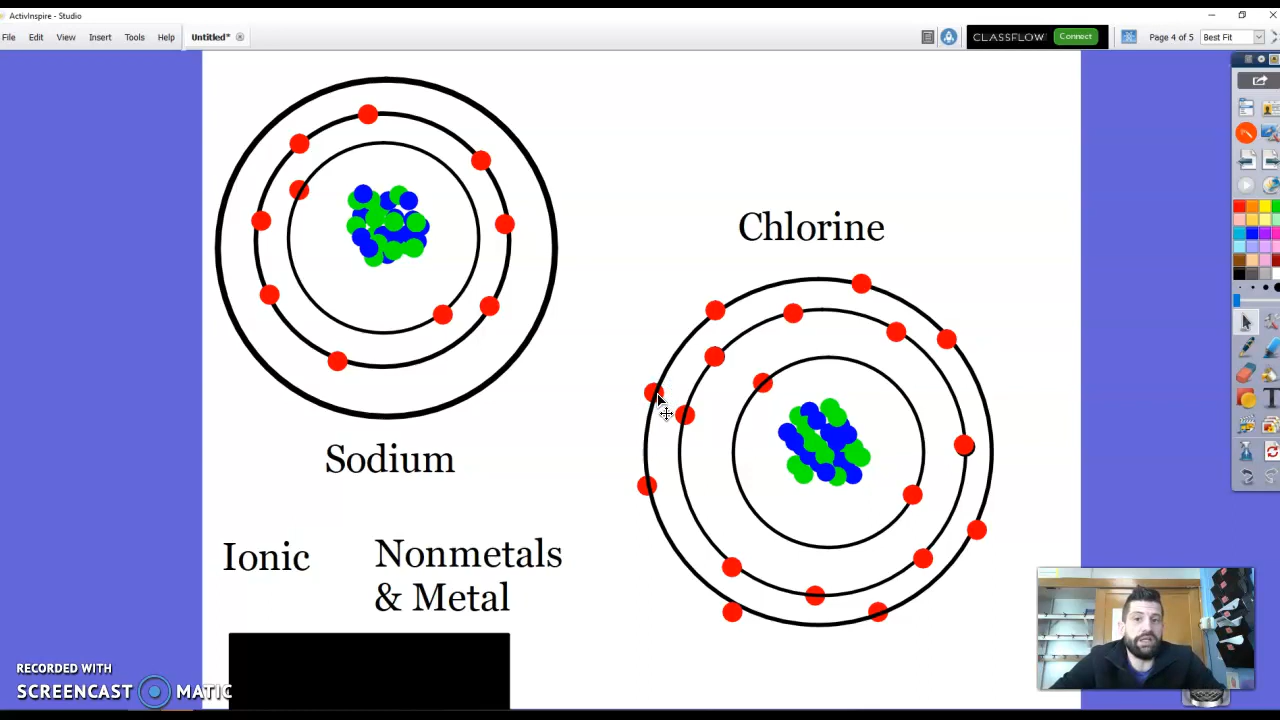 ActivInspire - Studio
File Edit View Insert Tools Help Untitled*
CLASSFLOW Connect Page 4 of 5 Best Fit
Chlorine
Sodium
Ionic
Nonmetals
& Metal
RECORDED WITH
SCREENCAST MATIC
T